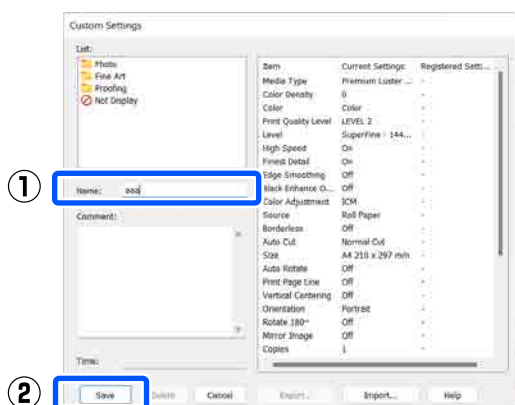 Custom Settings
List:
Photo
Fine Art
Proofing
Not Display
① Name: aaa
Comment:
Time:
Item Current Settings Registered Setti...
Media Type Premium Luster ... -
Color Density 0 -
Color Color -
Print Quality Level LEVEL 2 -
Level SuperFine - 144... -
High Speed On -
Finest Detail On -
Edge Smoothing Off -
Black Enhance O... Off -
Color Adjustment ICM -
Source Roll Paper -
Borderless Off -
Auto Cut Normal Cut -
Size A4 210 x 297 mm -
Auto Rotate Off -
Print Page Line Off -
Vertical Centering Off -
Orientation Portrait -
Rotate 180° Off -
Mirror Image Off -
Copies 1 -
② Save Delete Cancel Export... Import... Help